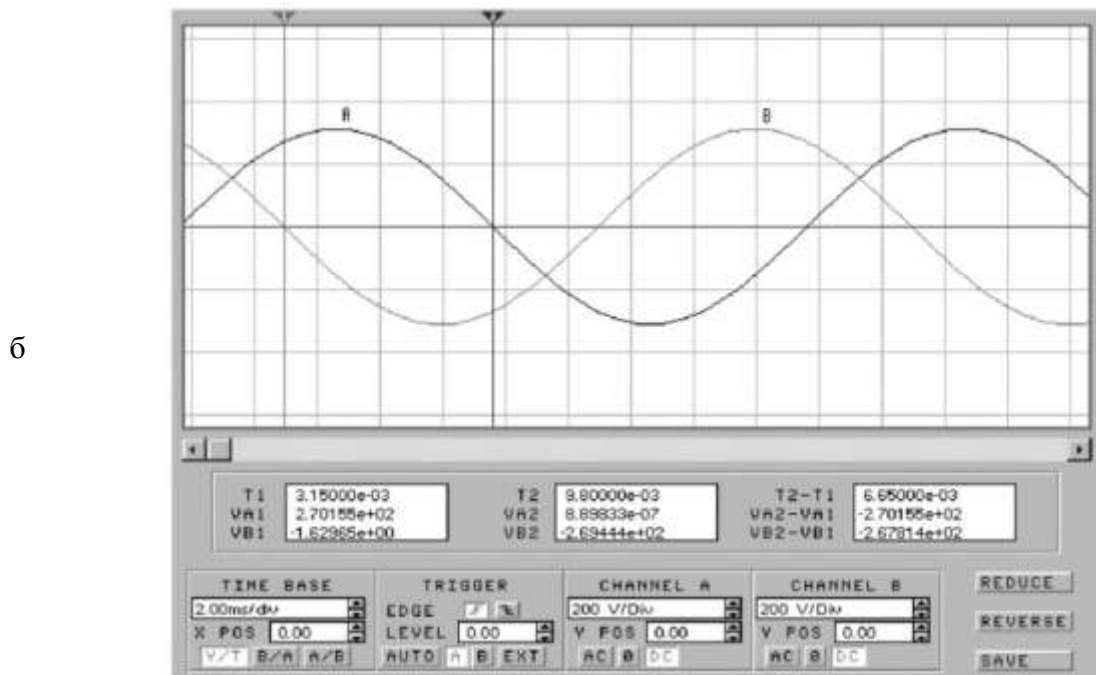 A B
б
T1 3.15000e-03 T2 9.80000e-03 T2-T1 6.65000e-03
VA1 2.70155e+02 VA2 8.89833e-07 VA2-VA1 -2.70155e+02
VB1 -1.62965e+00 VB2 -2.69444e+02 VB2-VB1 -2.67814e+02
TIME BASE TRIGGER CHANNEL A CHANNEL B REDUCE
2.00ms/div EDGE 200 V/Div 200 V/Div
X POS 0.00 LEVEL 0.00 Y POS 0.00 Y POS 0.00 REVERSE
Y/T B/A A/B AUTO A B EXT AC 0 DC AC 0 DC SAVE